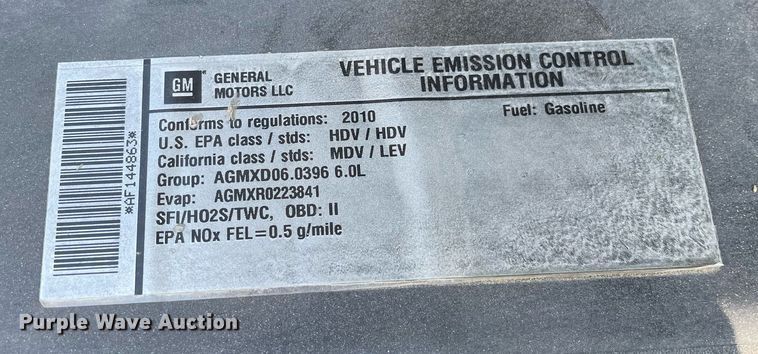 *AF144863*
GM
GENERAL
MOTORS LLC
VEHICLE EMISSION CONTROL
INFORMATION
Conforms to regulations: 2010
Fuel: Gasoline
U.S. EPA class / stds: HDV / HDV
California class / stds: MDV / LEV
Group: AGMXD06.0396 6.0L
Evap: AGMXR0223841
SFI/HO2S/TWC, OBD: II
EPA NOx FEL=0.5 g/mile
Purple Wave Auction